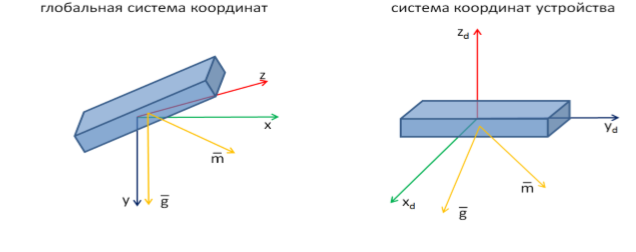 глобальная система координат
система координат устройства
z
x
m̅
y
g̅
z_d
y_d
m̅
x_d
g̅